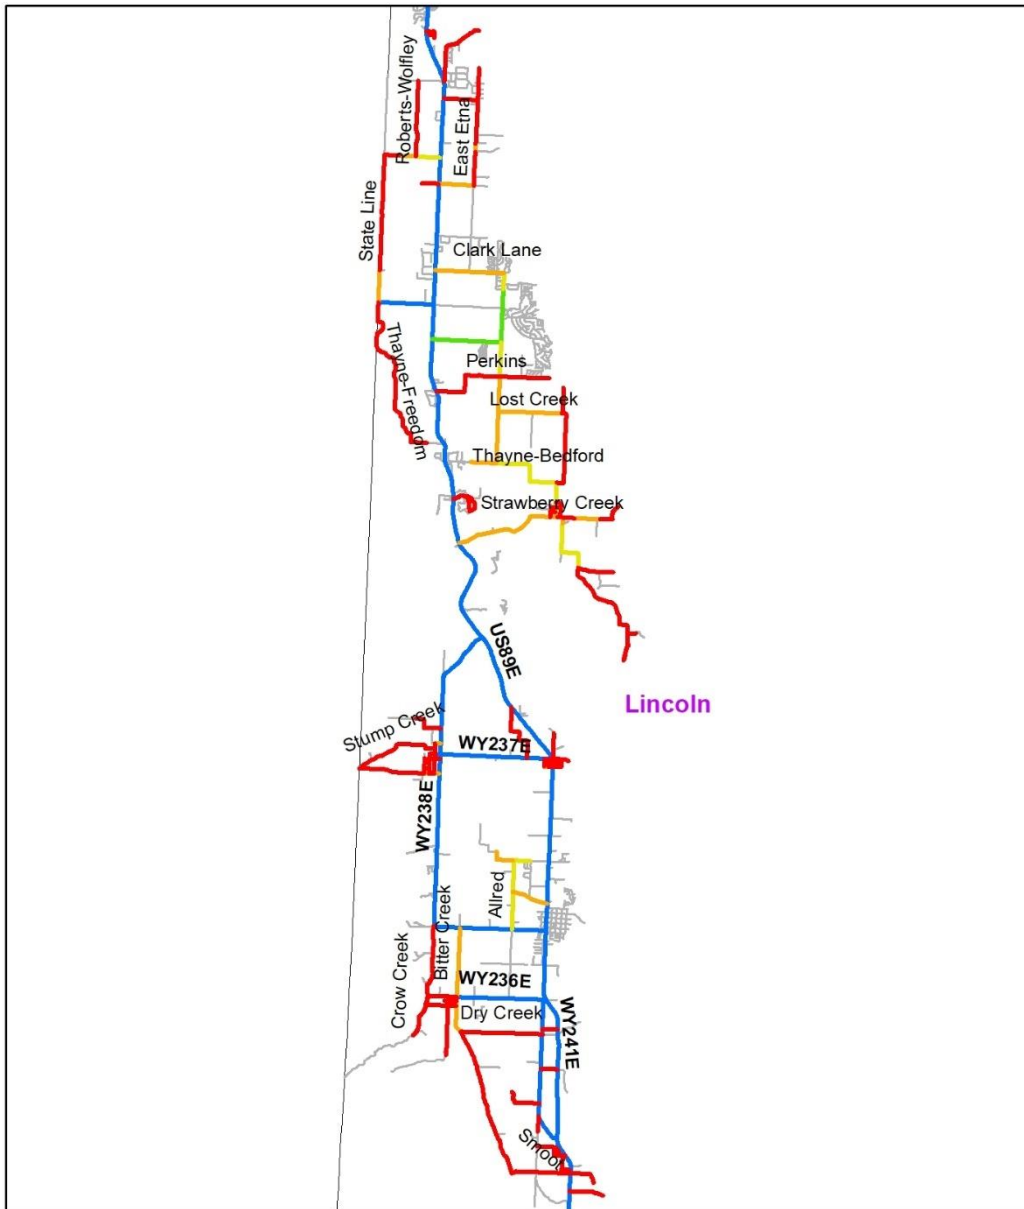 Roberts-Wolfley
East Etna
State Line
Clark Lane
Thayne-Freedom
Perkins
Lost Creek
Thayne-Bedford
Strawberry Creek
US89E
Lincoln
Stump Creek
WY237E
WY238E
Allred
Bitter Creek
Crow Creek
WY236E
Dry Creek
WY241E
Smoot